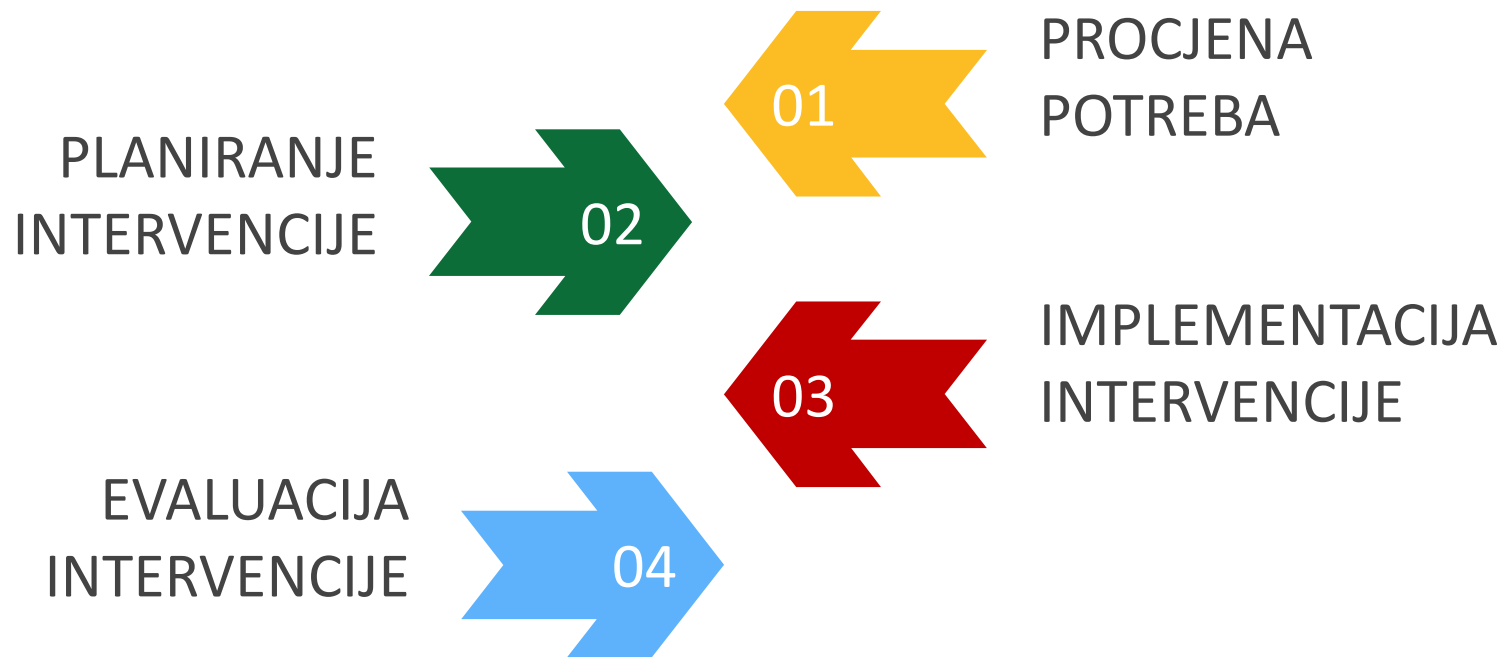 01
PROCJENA
POTREBA
PLANIRANJE
INTERVENCIJE
02
03
IMPLEMENTACIJA
INTERVENCIJE
EVALUACIJA
INTERVENCIJE
04